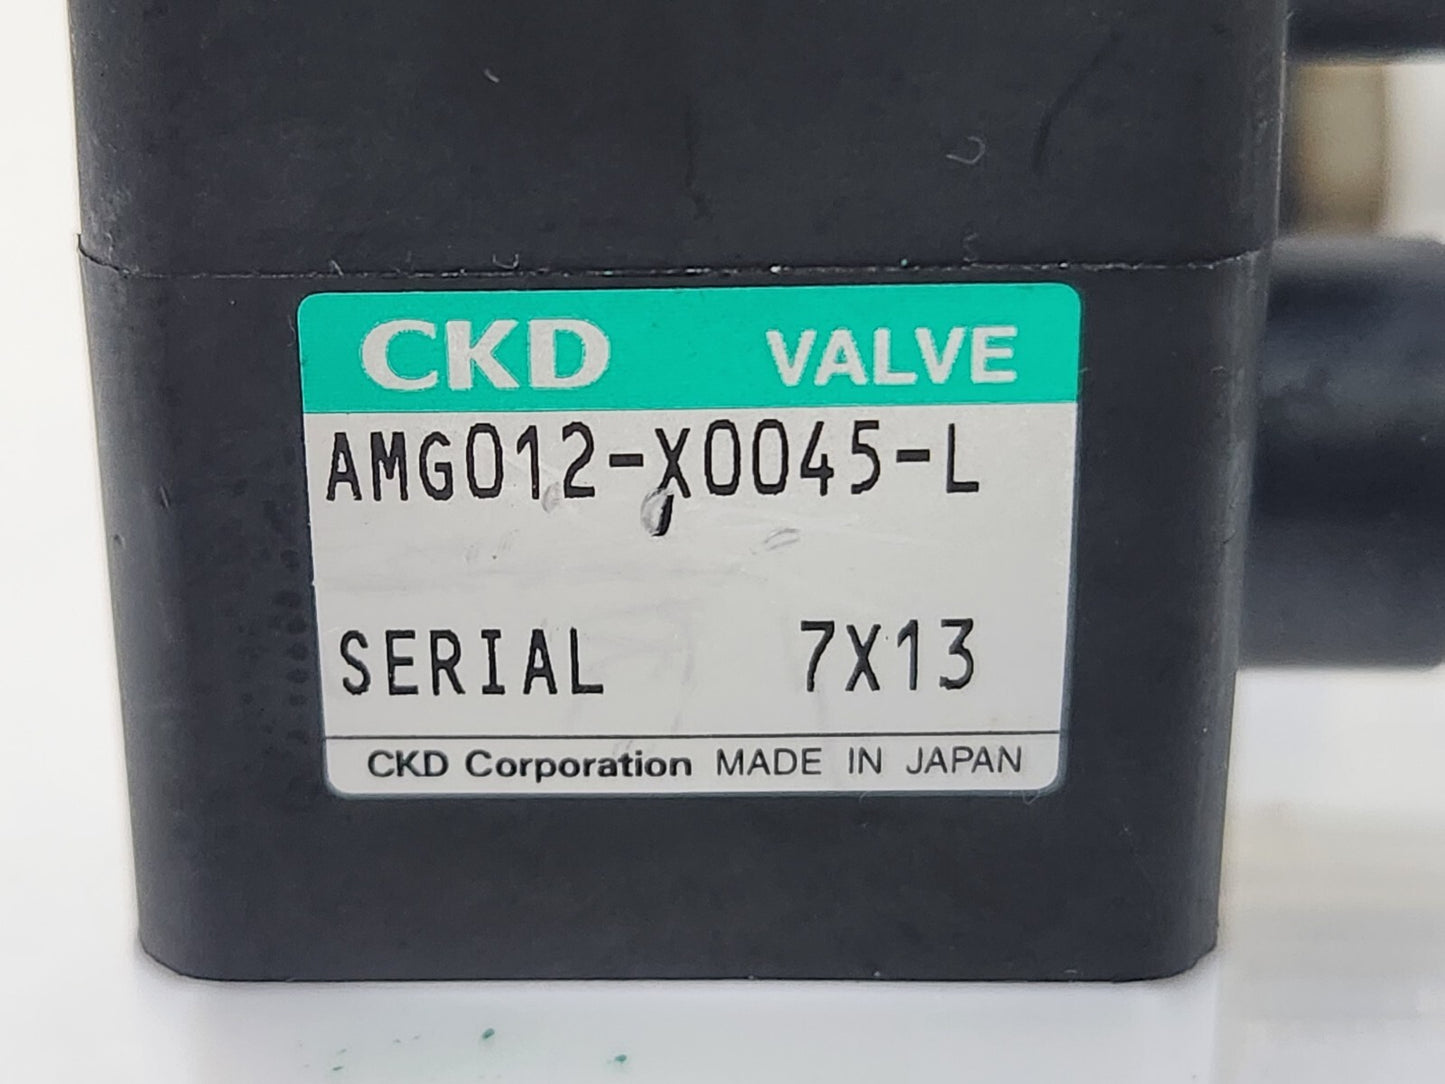 CKD VALVE
AMG012-X0045-L
SERIAL 7X13
CKD Corporation MADE IN JAPAN